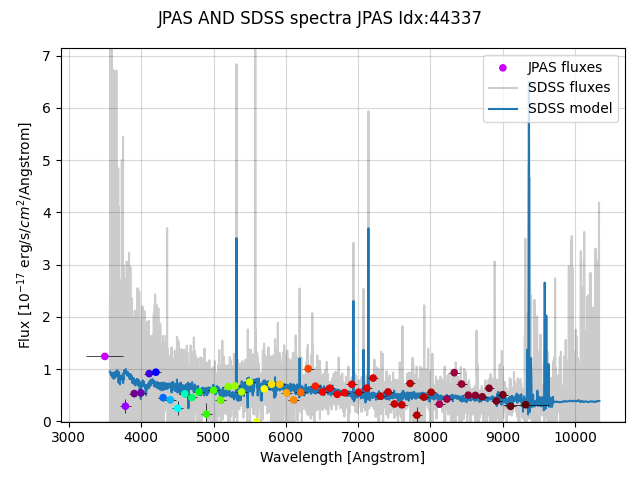 JPAS AND SDSS spectra JPAS Idx:44337
JPAS fluxes
SDSS fluxes
SDSS model
7
6
5
4
3
2
1
0
Flux [10^{-17} erg/s/cm^2/Angstrom]
3000 4000 5000 6000 7000 8000 9000 10000
Wavelength [Angstrom]